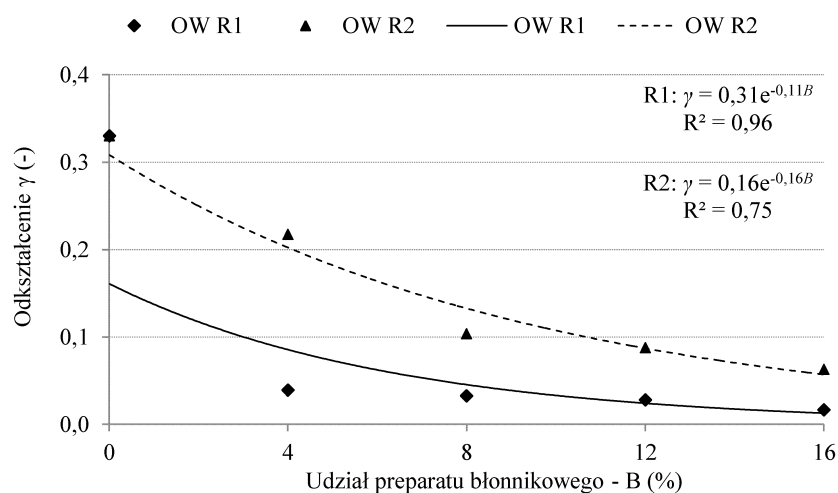 OW R1 OW R2 OW R1 OW R2
0,4
R1: γ = 0,31e-0,11B
R² = 0,96
0,3
R2: γ = 0,16e-0,16B
R² = 0,75
0,2
0,1
0,0
Odkształcenie γ (-)
0 4 8 12 16
Udział preparatu błonnikowego - B (%)